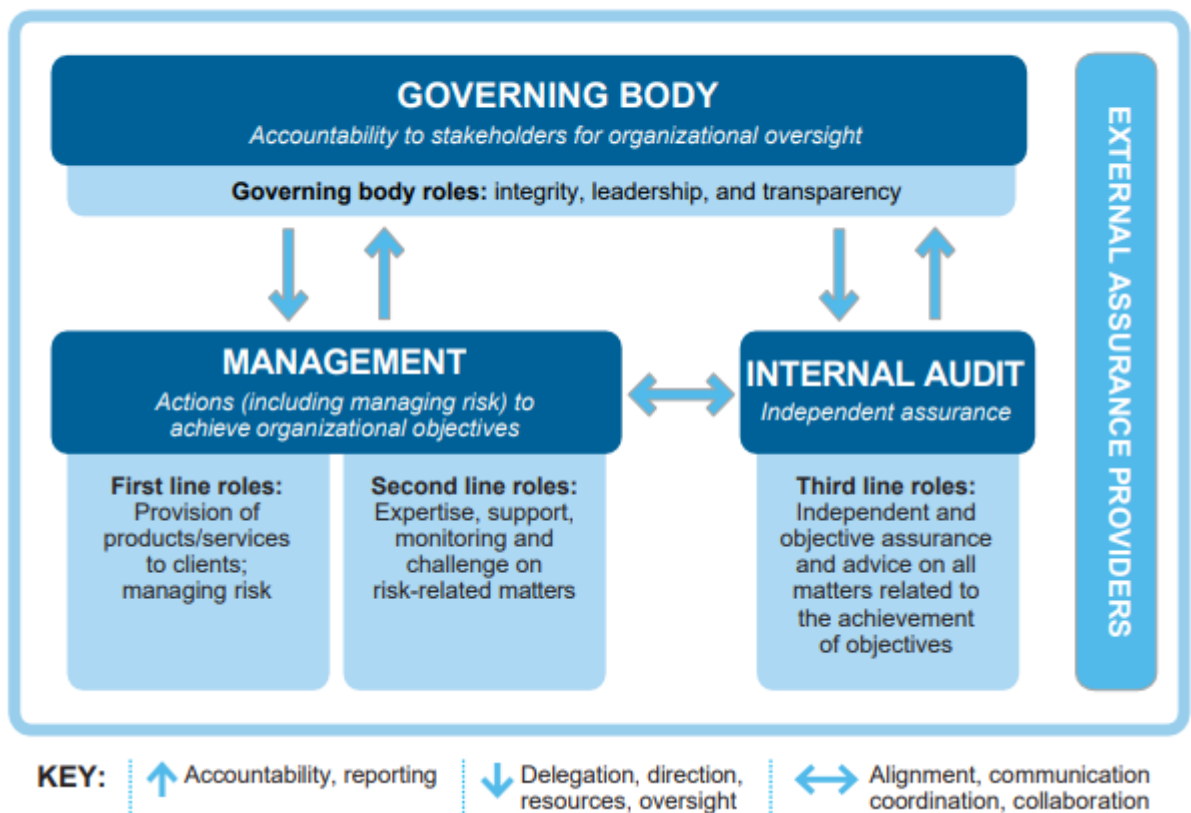 GOVERNING BODY
Accountability to stakeholders for organizational oversight
Governing body roles: integrity, leadership, and transparency
MANAGEMENT
Actions (including managing risk) to
achieve organizational objectives
First line roles:
Provision of
products/services
to clients;
managing risk
Second line roles:
Expertise, support,
monitoring and
challenge on
risk-related matters
INTERNAL AUDIT
Independent assurance
Third line roles:
Independent and
objective assurance
and advice on all
matters related to
the achievement
of objectives
EXTERNAL ASSURANCE PROVIDERS
KEY:
Accountability, reporting
Delegation, direction,
resources, oversight
Alignment, communication
coordination, collaboration